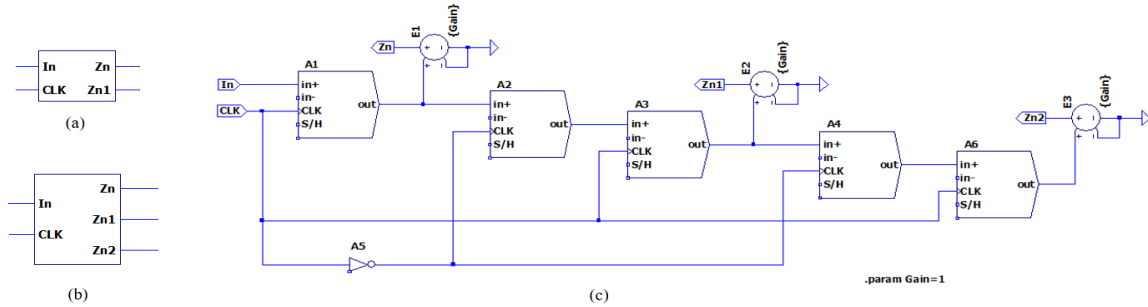 In Zn
CLK Zn1
(a)
Zn
In
Zn1
CLK
Zn2
(b)
In
CLK
A1
in+
in-
CLK
S/H
out
Zn
E1
{Gain}
A2
in+
in-
CLK
S/H
out
A3
in+
in-
CLK
S/H
out
Zn1
E2
{Gain}
A4
in+
in-
CLK
S/H
out
A6
in+
in-
CLK
S/H
out
Zn2
E3
{Gain}
A5
.param Gain=1
(c)